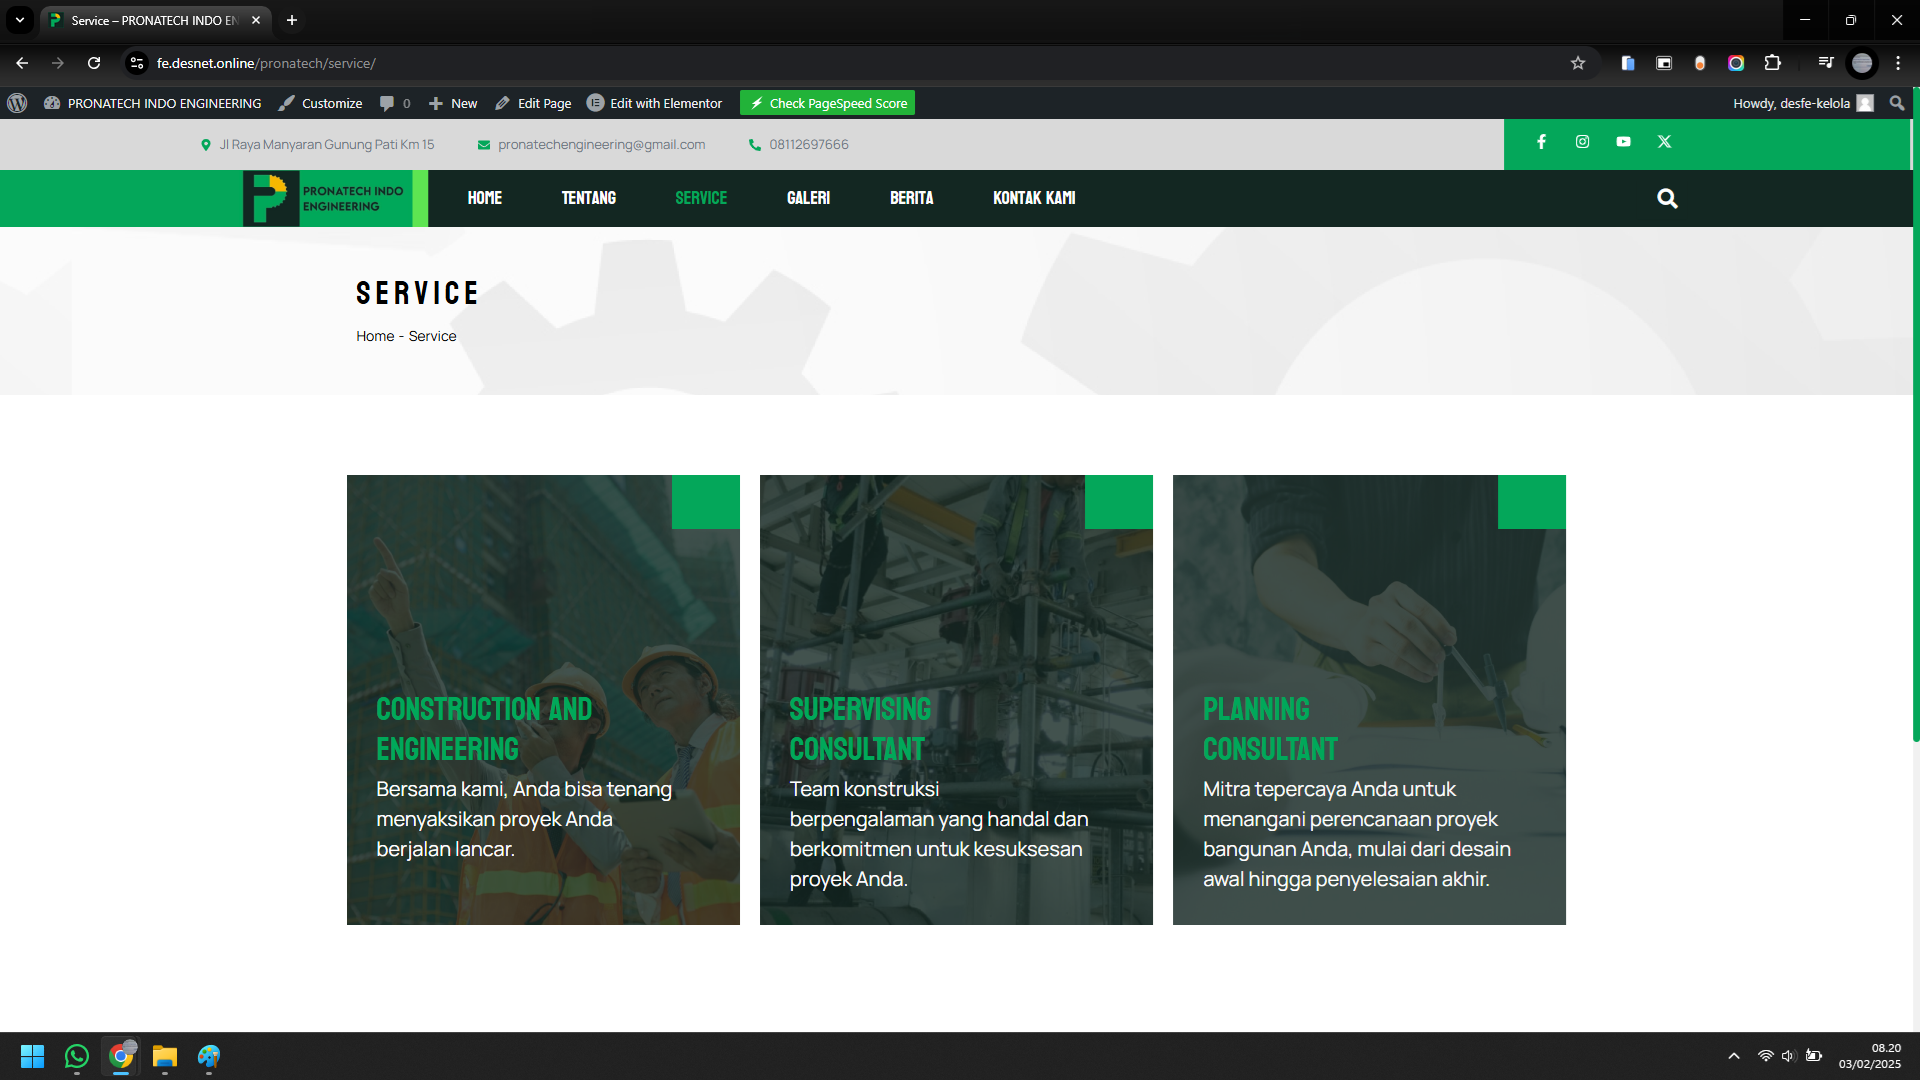 Service – PRONATECH INDO EN
fe.desnet.online/pronatech/service/
PRONATECH INDO ENGINEERING
Customize
0
New
Edit Page
Edit with Elementor
Check PageSpeed Score
Howdy, desfe-kelola
Jl Raya Manyaran Gunung Pati Km 15
pronatechengineering@gmail.com
08112697666
PRONATECH INDO
ENGINEERING
HOME
TENTANG
SERVICE
GALERI
BERITA
KONTAK KAMI
SERVICE
Home - Service
CONSTRUCTION AND
ENGINEERING
Bersama kami, Anda bisa tenang
menyaksikan proyek Anda
berjalan lancar.
SUPERVISING
CONSULTANT
Team konstruksi
berpengalaman yang handal dan
berkomitmen untuk kesuksesan
proyek Anda.
PLANNING
CONSULTANT
Mitra tepercaya Anda untuk
menangani perencanaan proyek
bangunan Anda, mulai dari desain
awal hingga penyelesaian akhir.
08.20
03/02/2025